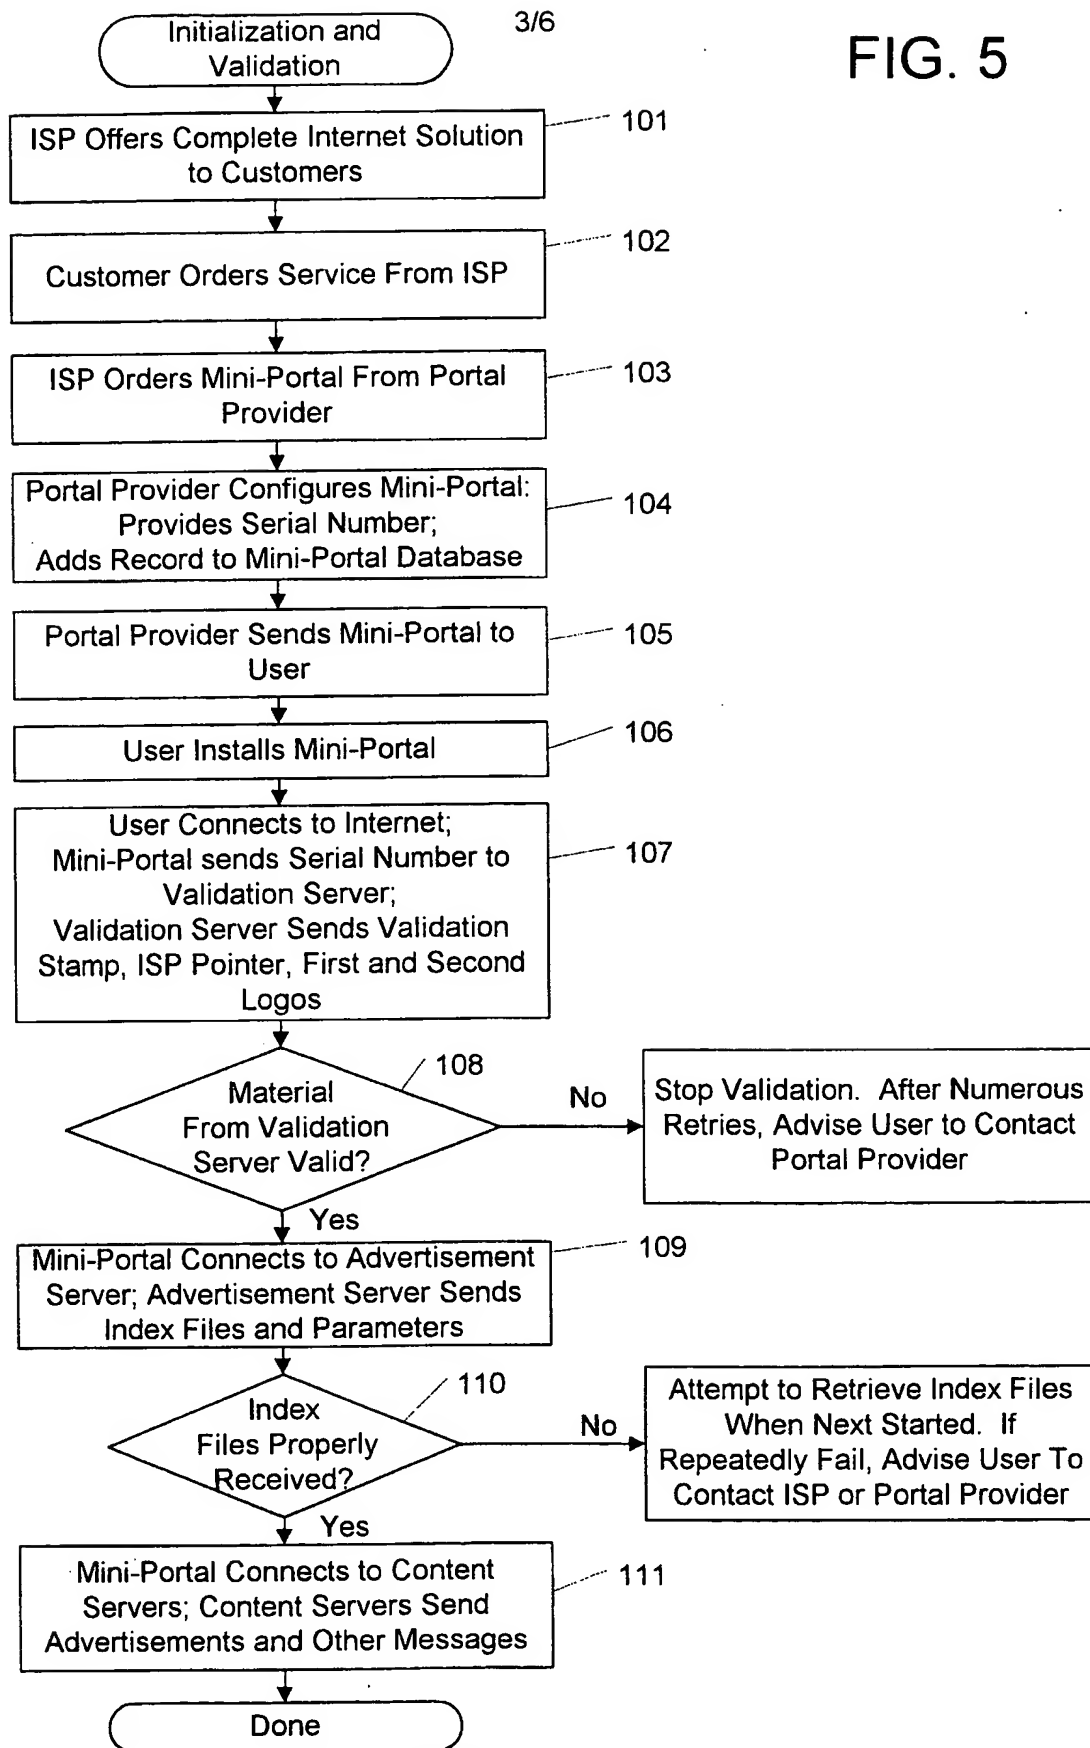 3/6
FIG. 5
Initialization and
Validation
ISP Offers Complete Internet Solution
to Customers
101
Customer Orders Service From ISP
102
ISP Orders Mini-Portal From Portal
Provider
103
Portal Provider Configures Mini-Portal:
Provides Serial Number;
Adds Record to Mini-Portal Database
104
Portal Provider Sends Mini-Portal to
User
105
User Installs Mini-Portal
106
User Connects to Internet;
Mini-Portal sends Serial Number to
Validation Server;
Validation Server Sends Validation
Stamp, ISP Pointer, First and Second
Logos
107
Material
From Validation
Server Valid?
108
No
Stop Validation. After Numerous
Retries, Advise User to Contact
Portal Provider
Yes
Mini-Portal Connects to Advertisement
Server; Advertisement Server Sends
Index Files and Parameters
109
Index
Files Properly
Received?
110
No
Attempt to Retrieve Index Files
When Next Started. If
Repeatedly Fail, Advise User To
Contact ISP or Portal Provider
Yes
Mini-Portal Connects to Content
Servers; Content Servers Send
Advertisements and Other Messages
111
Done